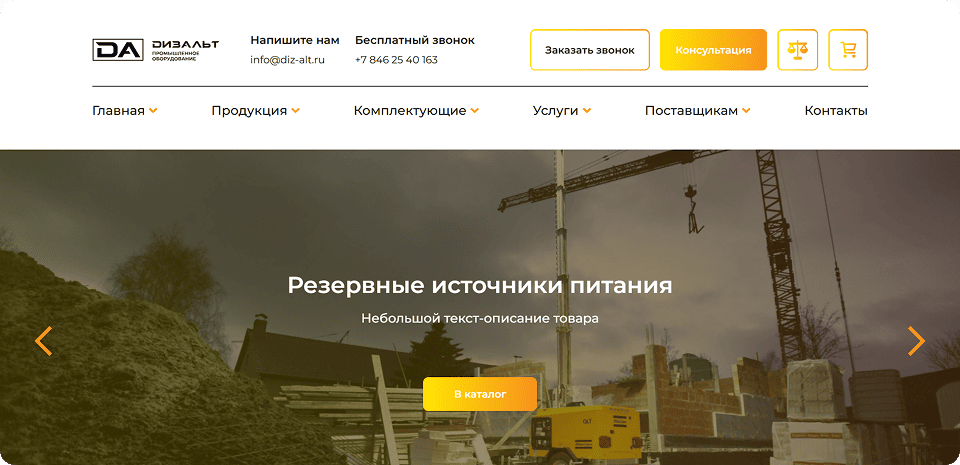 DA
ДИЗАЛЬТ
ПРОМЫШЛЕННОЕ
ОБОРУДОВАНИЕ
Напишите нам
info@diz-alt.ru
Бесплатный звонок
+7 846 25 40 163
Заказать звонок
Консультация
Главная
Продукция
Комплектующие
Услуги
Поставщикам
Контакты
Резервные источники питания
Небольшой текст-описание товара
В каталог